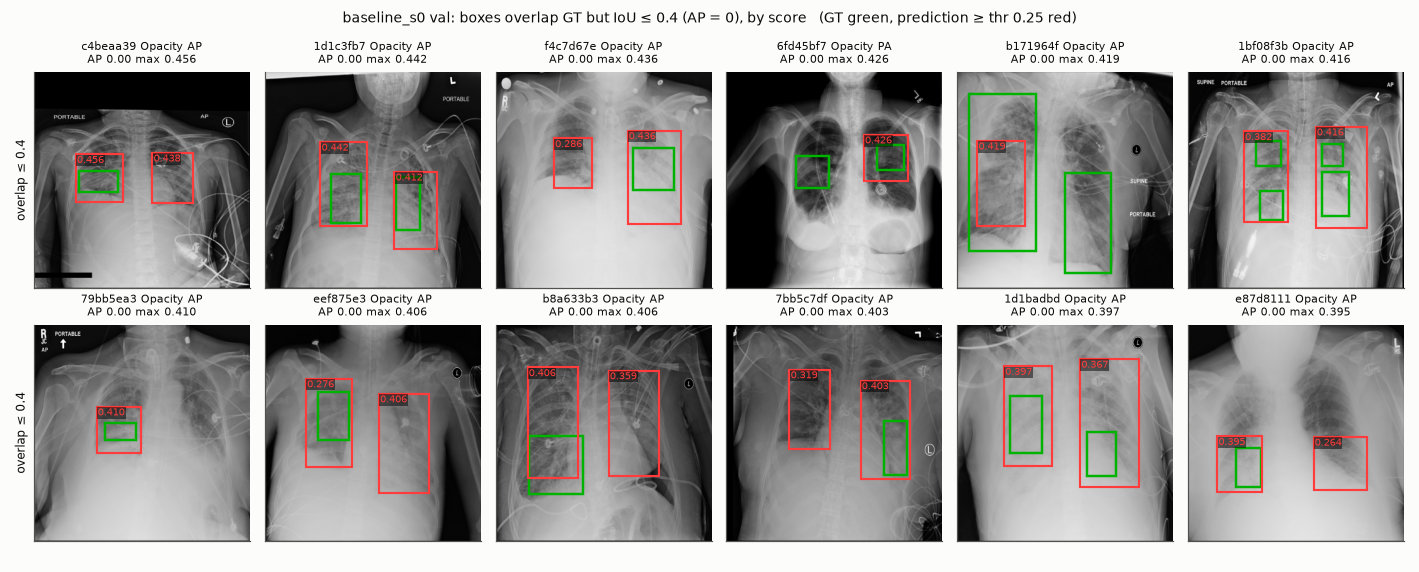 baseline_s0 val: boxes overlap GT but IoU ≤ 0.4 (AP = 0), by score (GT green, prediction ≥ thr 0.25 red)
c4beaa39 Opacity AP
AP 0.00 max 0.456
1d1c3fb7 Opacity AP
AP 0.00 max 0.442
f4c7d67e Opacity AP
AP 0.00 max 0.436
6fd45bf7 Opacity PA
AP 0.00 max 0.426
b171964f Opacity AP
AP 0.00 max 0.419
1bf08f3b Opacity AP
AP 0.00 max 0.416
overlap ≤ 0.4
PORTABLE
AP
L
0.456
0.438
L
PORTABLE
0.442
0.412
R
0.286
0.436
0.426
0.419
SUPINE
PORTABLE
SUPINE
PORTABLE
AP
0.382
0.416
79bb5ea3 Opacity AP
AP 0.00 max 0.410
eef875e3 Opacity AP
AP 0.00 max 0.406
b8a633b3 Opacity AP
AP 0.00 max 0.406
7bb5c7df Opacity AP
AP 0.00 max 0.403
1d1badbd Opacity AP
AP 0.00 max 0.397
e87d8111 Opacity AP
AP 0.00 max 0.395
overlap ≤ 0.4
R
PORTABLE
AP
0.410
0.276
0.406
L
0.406
0.359
L
0.319
0.403
L
0.397
0.367
L
0.395
0.264